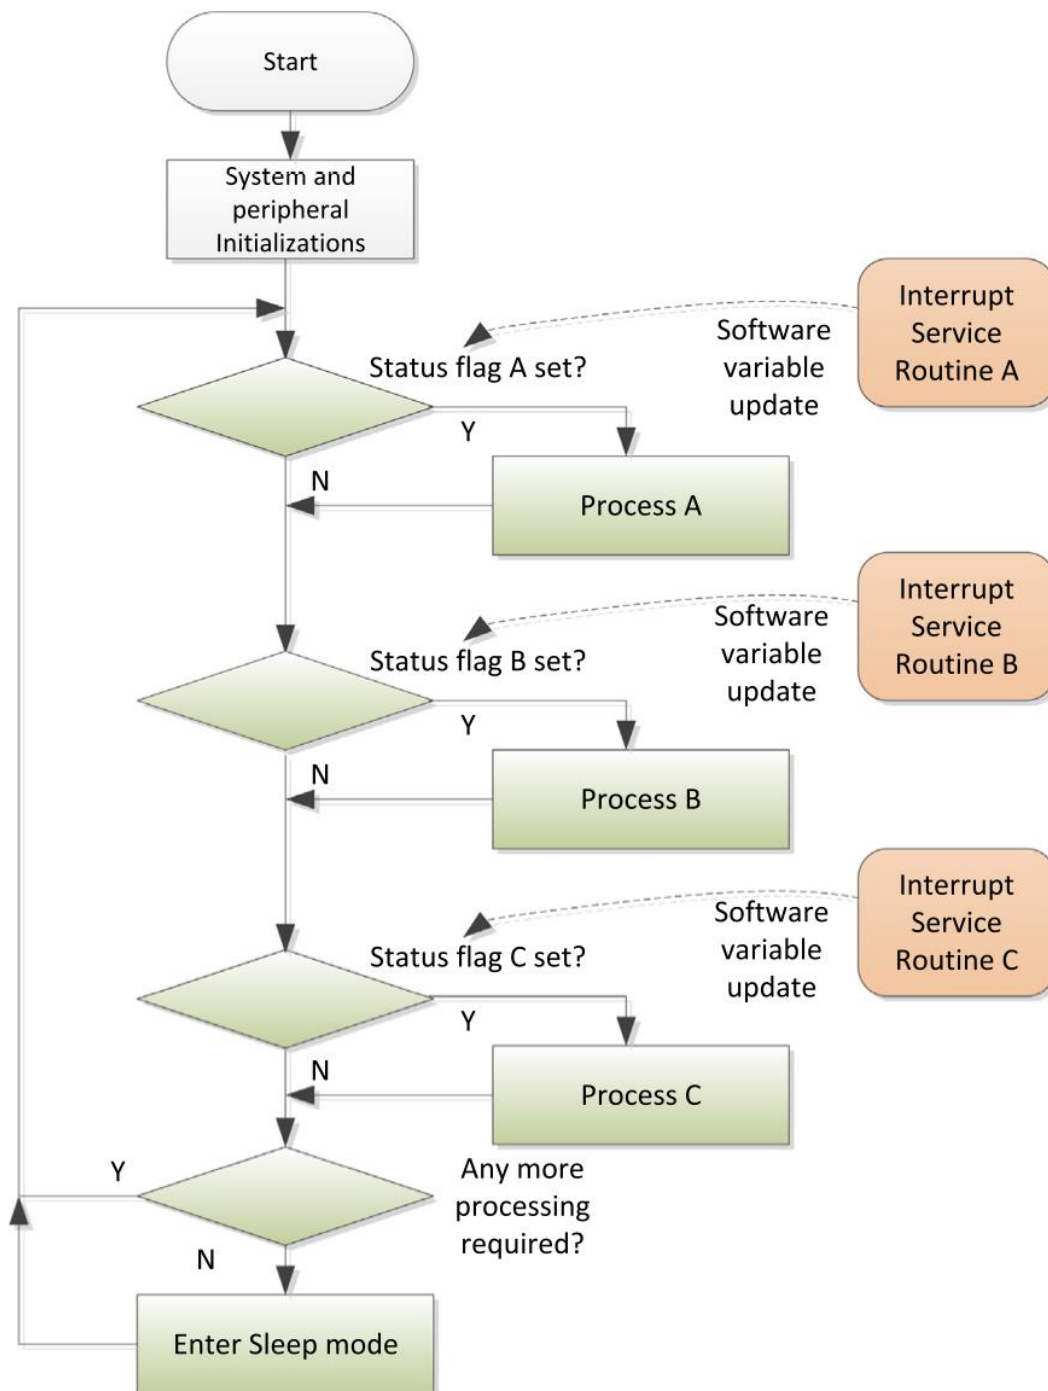 Start
System and
peripheral
Initializations
Interrupt
Service
Routine A
Software
variable
update
Status flag A set?
Y
N
Process A
Interrupt
Service
Routine B
Software
variable
update
Status flag B set?
Y
N
Process B
Interrupt
Service
Routine C
Software
variable
update
Status flag C set?
Y
N
Process C
Any more
processing
required?
Y
N
Enter Sleep mode